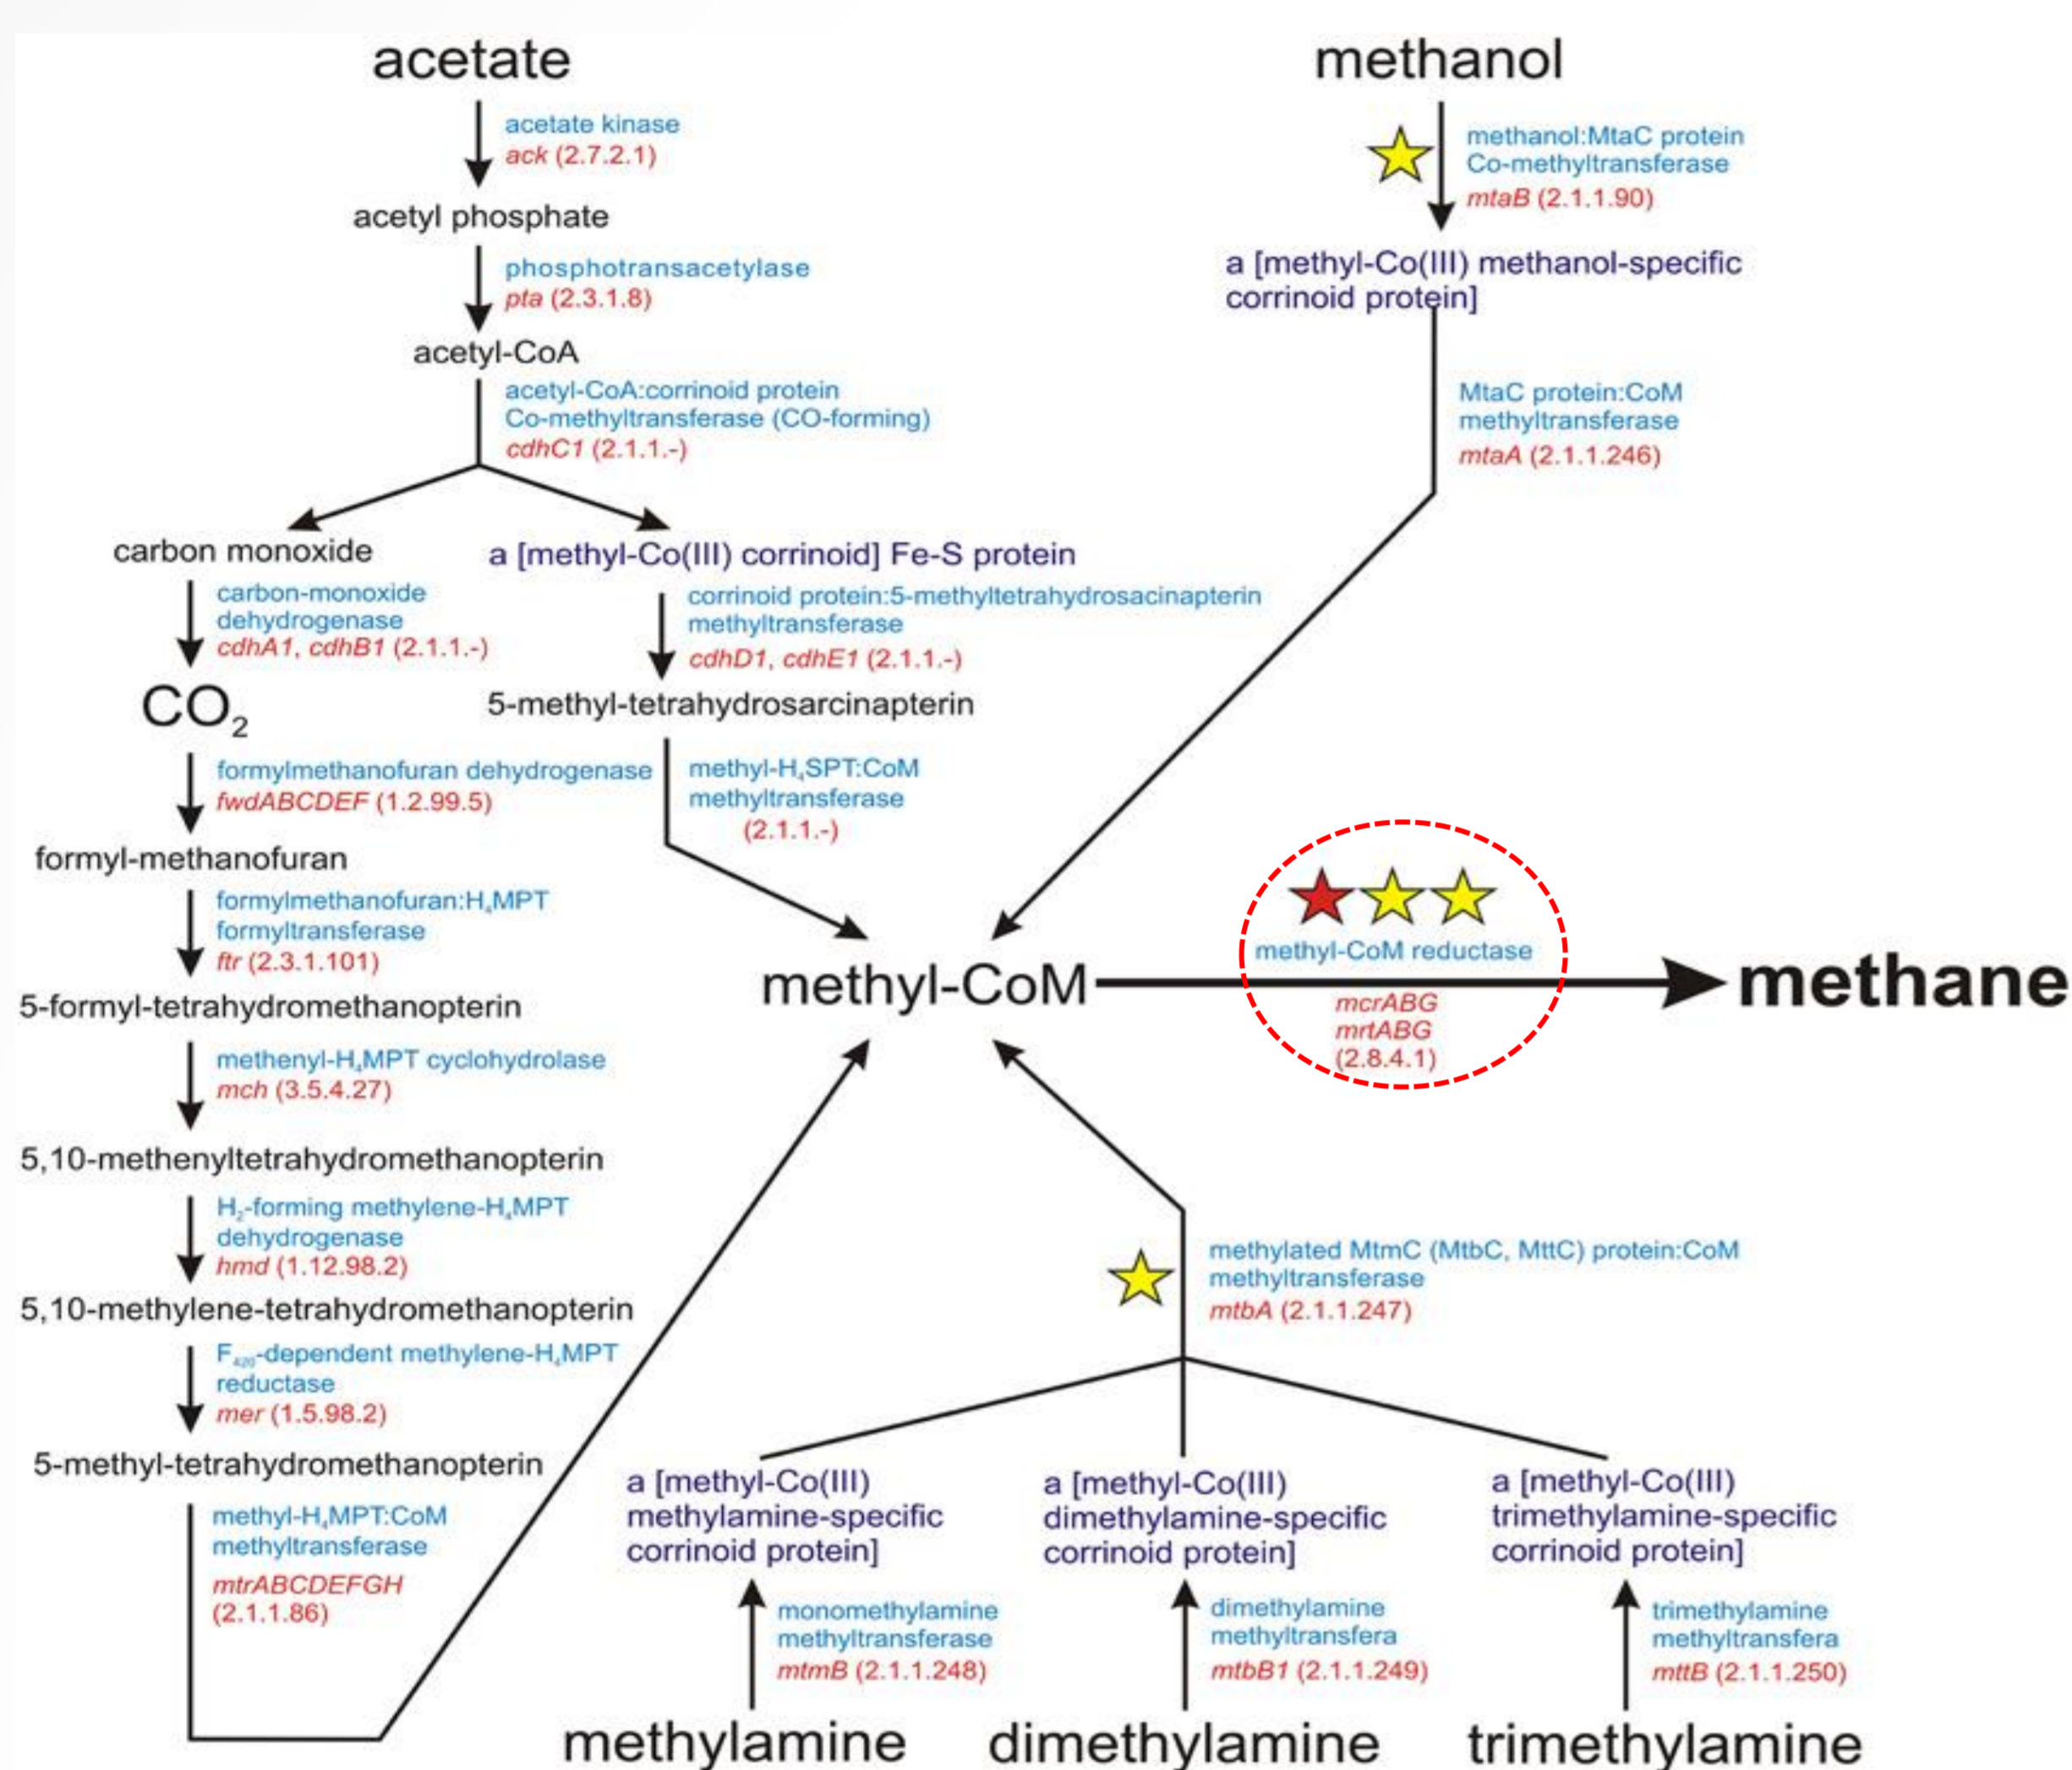 acetate
acetate kinase
ack (2.7.2.1)
acetyl phosphate
phosphotransacetylase
pta (2.3.1.8)
acetyl-CoA
acetyl-CoA:corrinoid protein
Co-methyltransferase (CO-forming)
cdhC1 (2.1.1.-)
carbon monoxide
carbon-monoxide
dehydrogenase
cdhA1, cdhB1 (2.1.1.-)
CO₂
formylmethanofuran dehydrogenase
fwdABCDEF (1.2.99.5)
formyl-methanofuran
formylmethanofuran:H₄MPT
formyltransferase
ftr (2.3.1.101)
5-formyl-tetrahydromethanopterin
methenyl-H₄MPT cyclohydrolase
mch (3.5.4.27)
5,10-methenyltetrahydromethanopterin
H₂-forming methylene-H₄MPT
dehydrogenase
hmd (1.12.98.2)
5,10-methylene-tetrahydromethanopterin
F₄₂₀-dependent methylene-H₄MPT
reductase
mer (1.5.98.2)
5-methyl-tetrahydromethanopterin
methyl-H₄MPT:CoM
methyltransferase
mtrABCDEFGH
(2.1.1.86)
a [methyl-Co(III) corrinoid] Fe-S protein
corrinoid protein:5-methyltetrahydrosacinapterin
methyltransferase
cdhD1, cdhE1 (2.1.1.-)
5-methyl-tetrahydrosarcinapterin
methyl-H₄SPT:CoM
methyltransferase
(2.1.1.-)
methanol
methanol:MtaC protein
Co-methyltransferase
mtaB (2.1.1.90)
a [methyl-Co(III) methanol-specific
corrinoid protein]
MtaC protein:CoM
methyltransferase
mtaA (2.1.1.246)
methyl-CoM
methyl-CoM reductase
mcrABG
mrtABG
(2.8.4.1)
methane
methylated MtmC (MtbC, MttC) protein:CoM
methyltransferase
mtbA (2.1.1.247)
a [methyl-Co(III)
methylamine-specific
corrinoid protein]
monomethylamine
methyltransferase
mtmB (2.1.1.248)
methylamine
a [methyl-Co(III)
dimethylamine-specific
corrinoid protein]
dimethylamine
methyltransfera
mtbB1 (2.1.1.249)
dimethylamine
a [methyl-Co(III)
trimethylamine-specific
corrinoid protein]
trimethylamine
methyltransfera
mttB (2.1.1.250)
trimethylamine